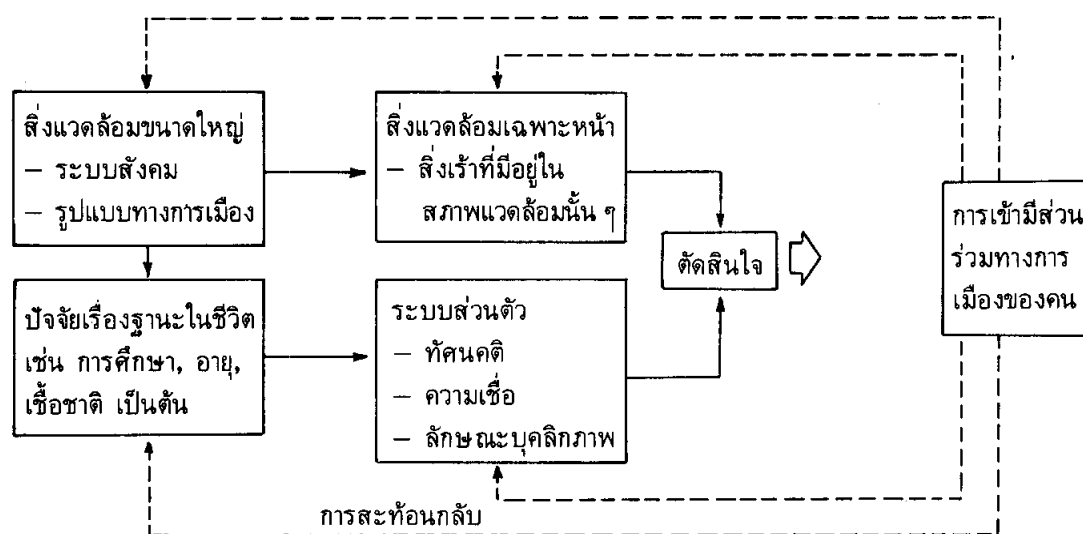 สิ่งแวดล้อมขนาดใหญ่
– ระบบสังคม
– รูปแบบทางการเมือง
สิ่งแวดล้อมเฉพาะหน้า
– สิ่งเร้าที่มีอยู่ใน
สภาพแวดล้อมนั้น ๆ
ปัจจัยเรื่องฐานะในชีวิต
เช่น การศึกษา, อายุ,
เชื้อชาติ เป็นต้น
ระบบส่วนตัว
– ทัศนคติ
– ความเชื่อ
– ลักษณะบุคลิกภาพ
ตัดสินใจ
การเข้ามีส่วน
ร่วมทางการ
เมืองของคน
การสะท้อนกลับ